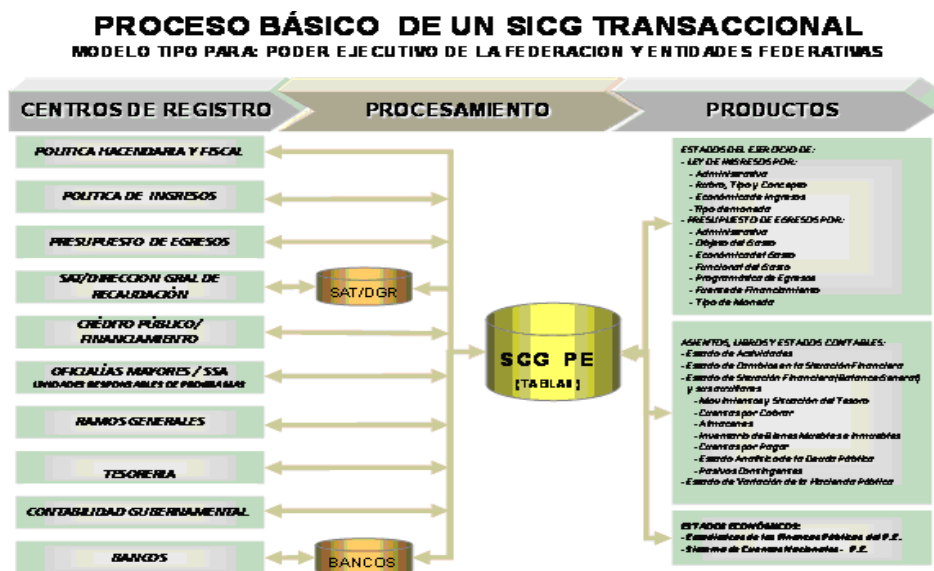 PROCESO BÁSICO DE UN SICG TRANSACCIONAL
MODELO TIPO PARA: PODER EJECUTIVO DE LA FEDERACION Y ENTIDADES FEDERATIVAS
CENTROS DE REGISTRO
PROCESAMIENTO
PRODUCTOS
POLITICA HACENDARIA Y FISCAL
POLITICA DE INGRESOS
PRESUPUESTO DE EGRESOS
SAT/DIRECCION GRAL DE
RECAUDACIÓN
CRÉDITO PÚBLICO/
FINANCIAMIENTO
OFICIALÍAS MAYORES / SSA
UNIDADES RESPONSABLES DE PROGRAMAS
RAMOS GENERALES
TESORERIA
CONTABILIDAD GUBERNAMENTAL
BANCOS
SAT/DGR
BANCOS
SCG PE
(TABLAS)
ESTADOS DEL EJERCICIO DE:
- LEY DE INGRESOS POR:
- Administrativa
- Rubro, Tipo y Concepto
- Económica de Ingresos
- Tipo de moneda
- PRESUPUESTO DE EGRESOS POR:
- Administrativa
- Objeto del Gasto
- Económica del Gasto
- Funcional del Gasto
- Programática de Egresos
- Fuente de Financiamiento
- Tipo de Moneda
ASIENTOS, LIBROS Y ESTADOS CONTABLES:
- Estado de Actividades
- Estado de Cambios en la Situación Financiera
- Estado de Situación Financiera (Balance General)
y sus auxiliares
- Movimientos y Situación del Tesoro
- Cuentas por Cobrar
- Almacenes
- Inventario de Bienes Muebles e Inmuebles
- Cuentas por Pagar
- Estado Analítico de la Deuda Pública
- Pasivos Contingentes
- Estado de Variación de la Hacienda Pública
ESTADOS ECONÓMICOS:
- Estadísticas de las Finanzas Públicas del P.E.
- Sistema de Cuentas Nacionales - P.E.